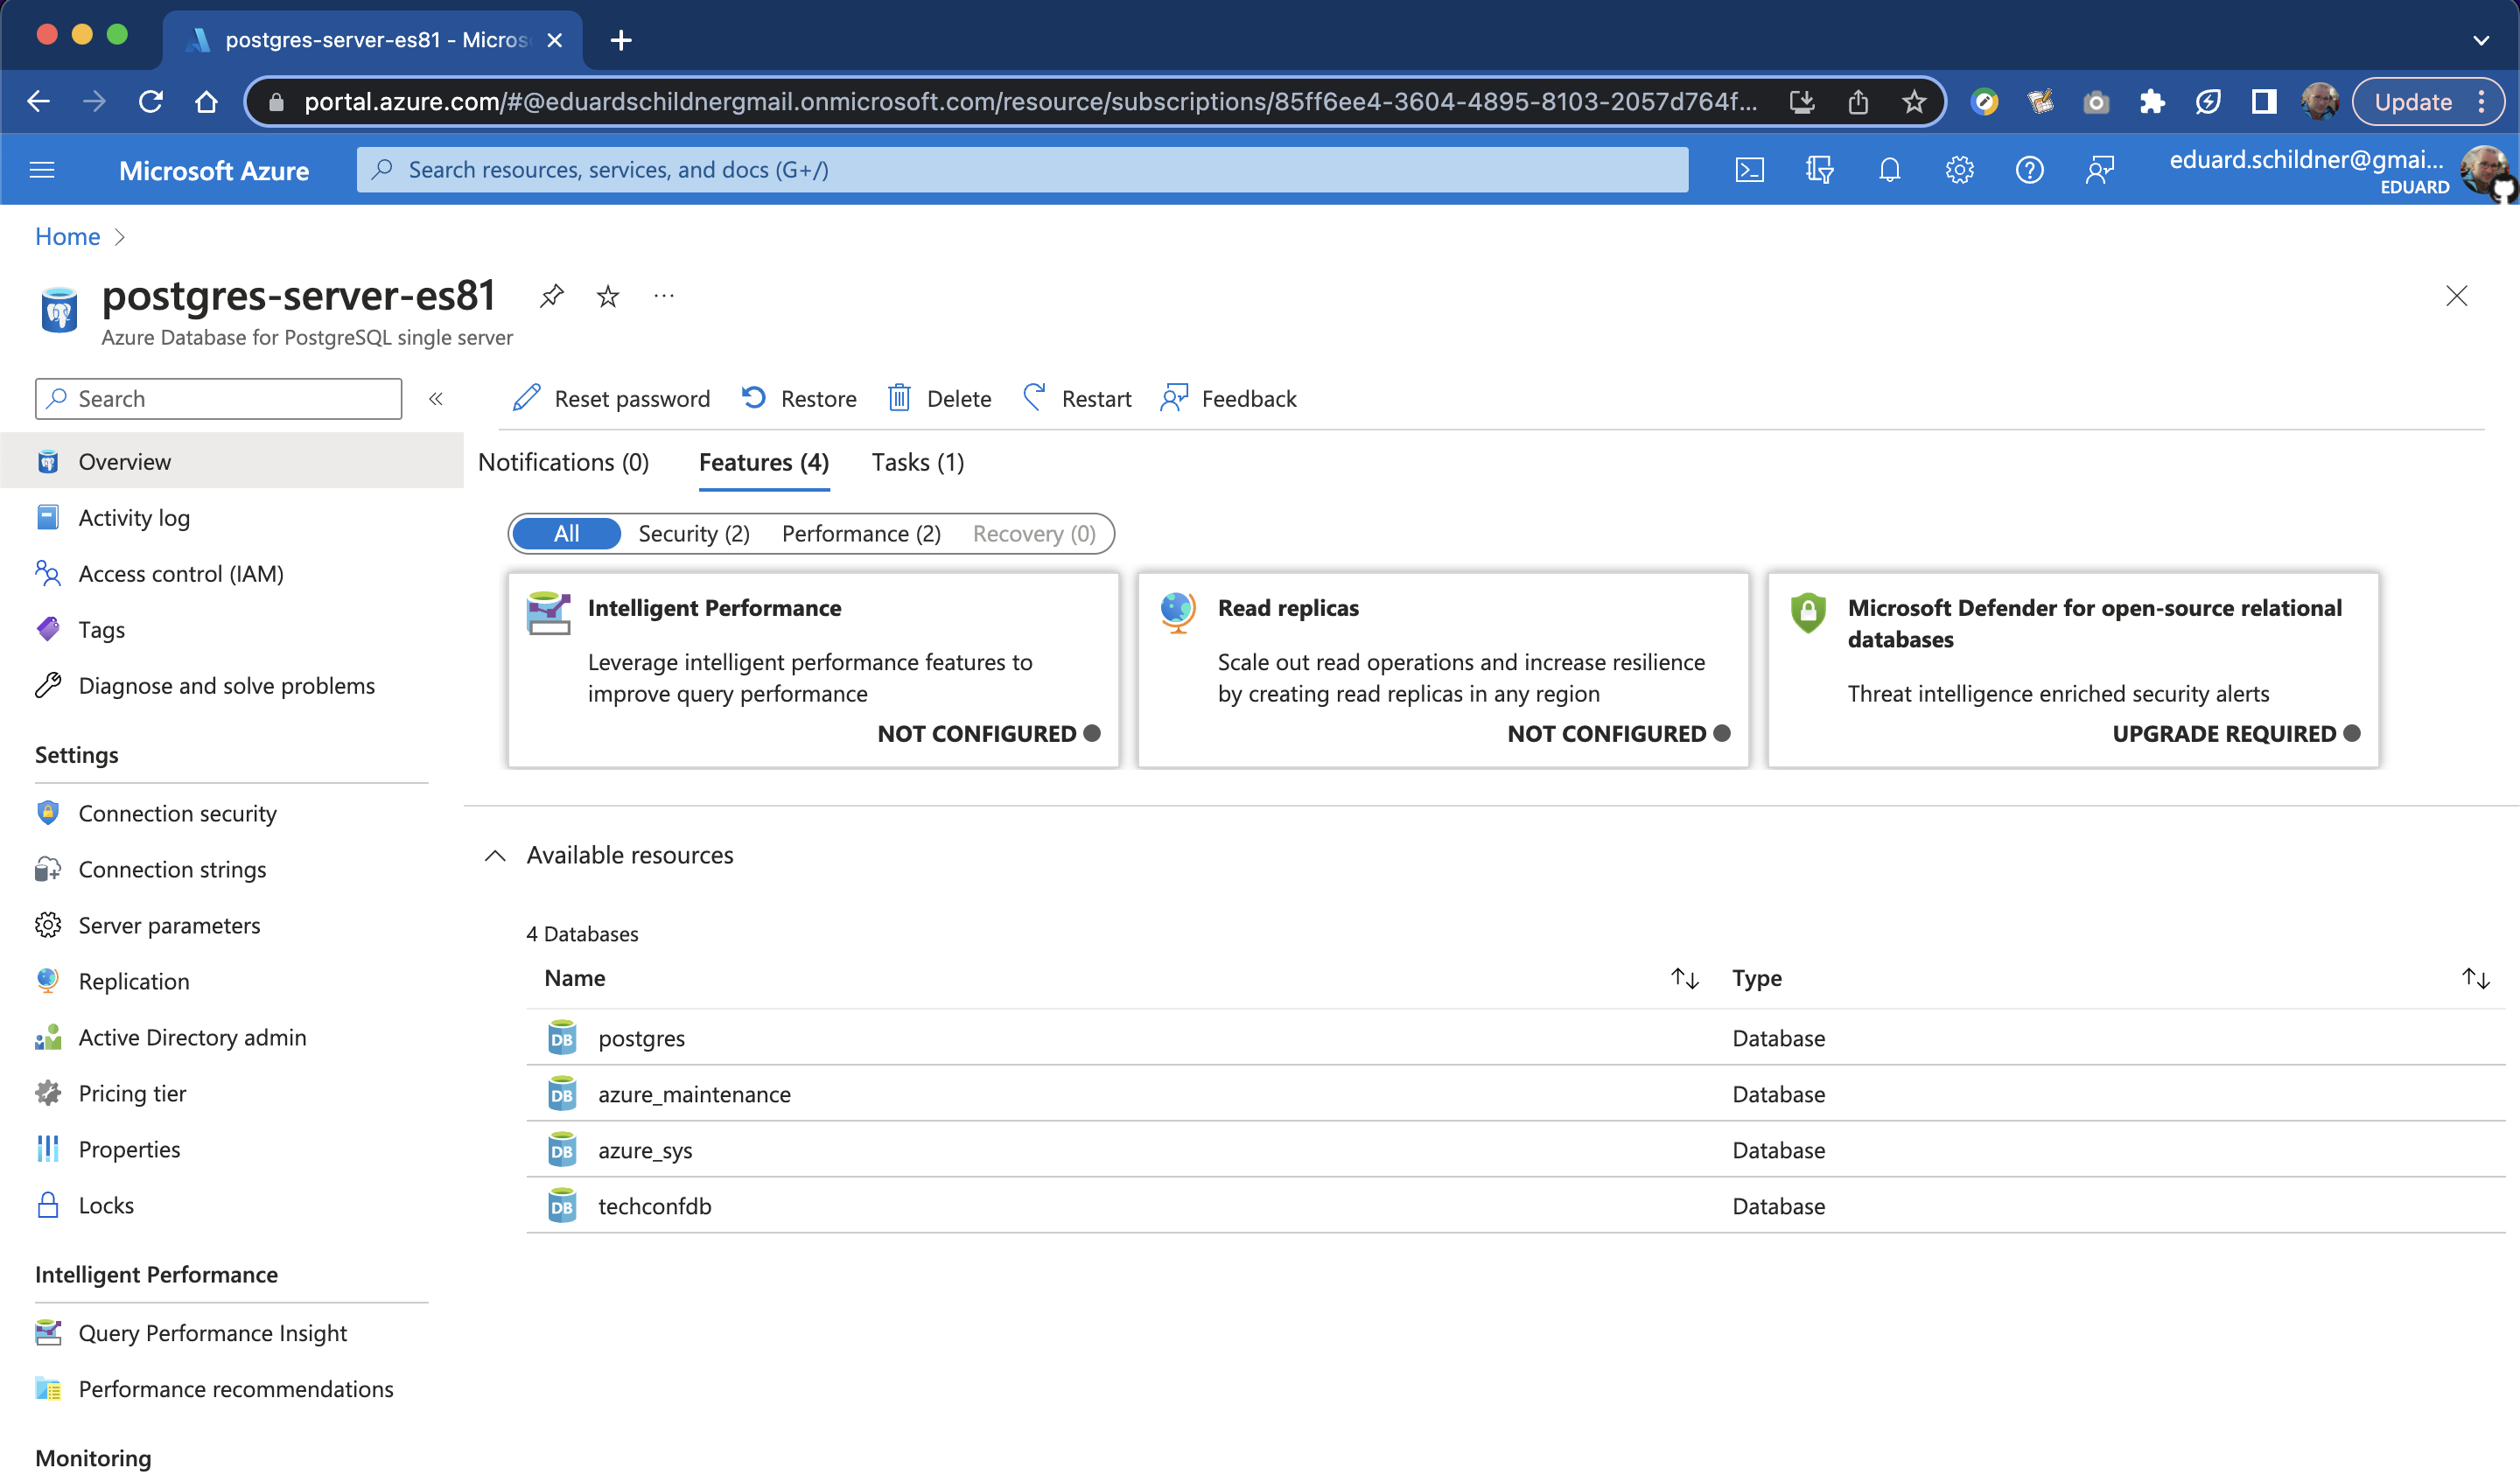 postgres-server-es81 - Micros
portal.azure.com/#@eduardschildnergmail.onmicrosoft.com/resource/subscriptions/85ff6ee4-3604-4895-8103-2057d764f...
Update
Microsoft Azure
Search resources, services, and docs (G+/)
eduard.schildner@gmai...
EDUARD
Home
postgres-server-es81
Azure Database for PostgreSQL single server
Search
Reset password
Restore
Delete
Restart
Feedback
Overview
Activity log
Access control (IAM)
Tags
Diagnose and solve problems
Settings
Connection security
Connection strings
Server parameters
Replication
Active Directory admin
Pricing tier
Properties
Locks
Intelligent Performance
Query Performance Insight
Performance recommendations
Monitoring
Notifications (0)
Features (4)
Tasks (1)
All
Security (2)
Performance (2)
Recovery (0)
Intelligent Performance
Leverage intelligent performance features to
improve query performance
NOT CONFIGURED
Read replicas
Scale out read operations and increase resilience
by creating read replicas in any region
NOT CONFIGURED
Microsoft Defender for open-source relational
databases
Threat intelligence enriched security alerts
UPGRADE REQUIRED
Available resources
4 Databases
Name
Type
DB postgres
Database
DB azure_maintenance
Database
DB azure_sys
Database
DB techconfdb
Database